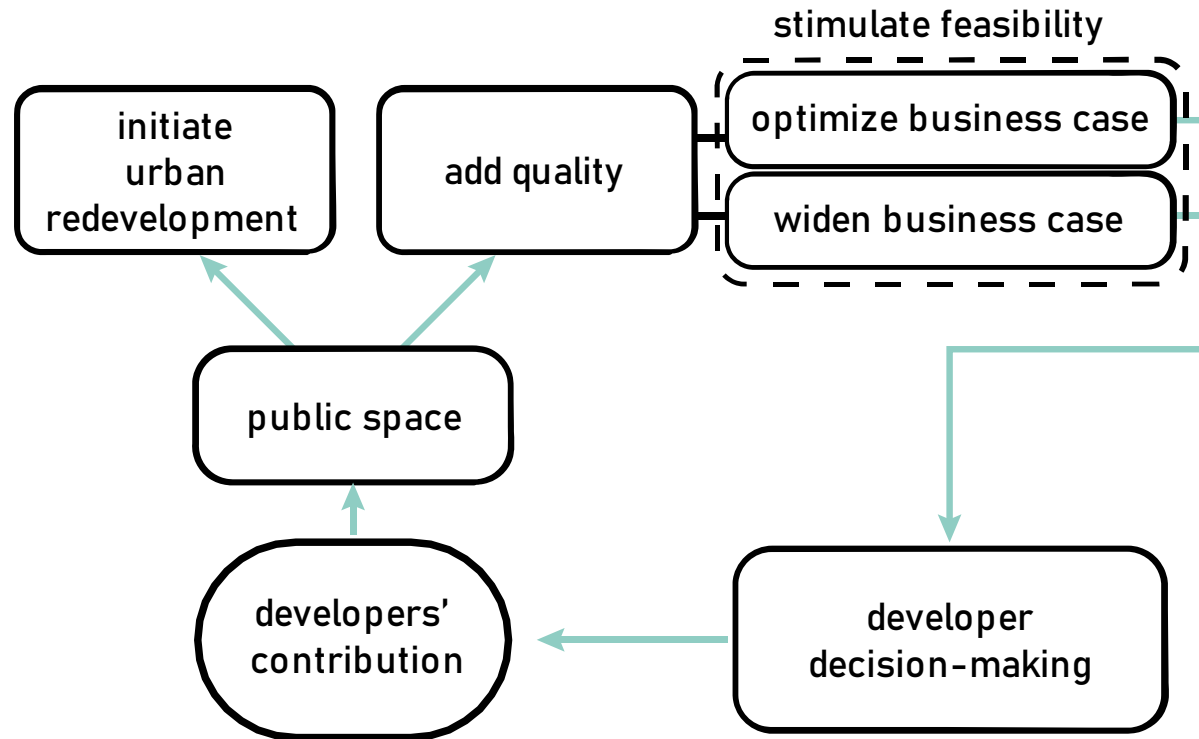 stimulate feasibility
initiate
urban
redevelopment
add quality
optimize business case
widen business case
public space
developers’
contribution
developer
decision-making